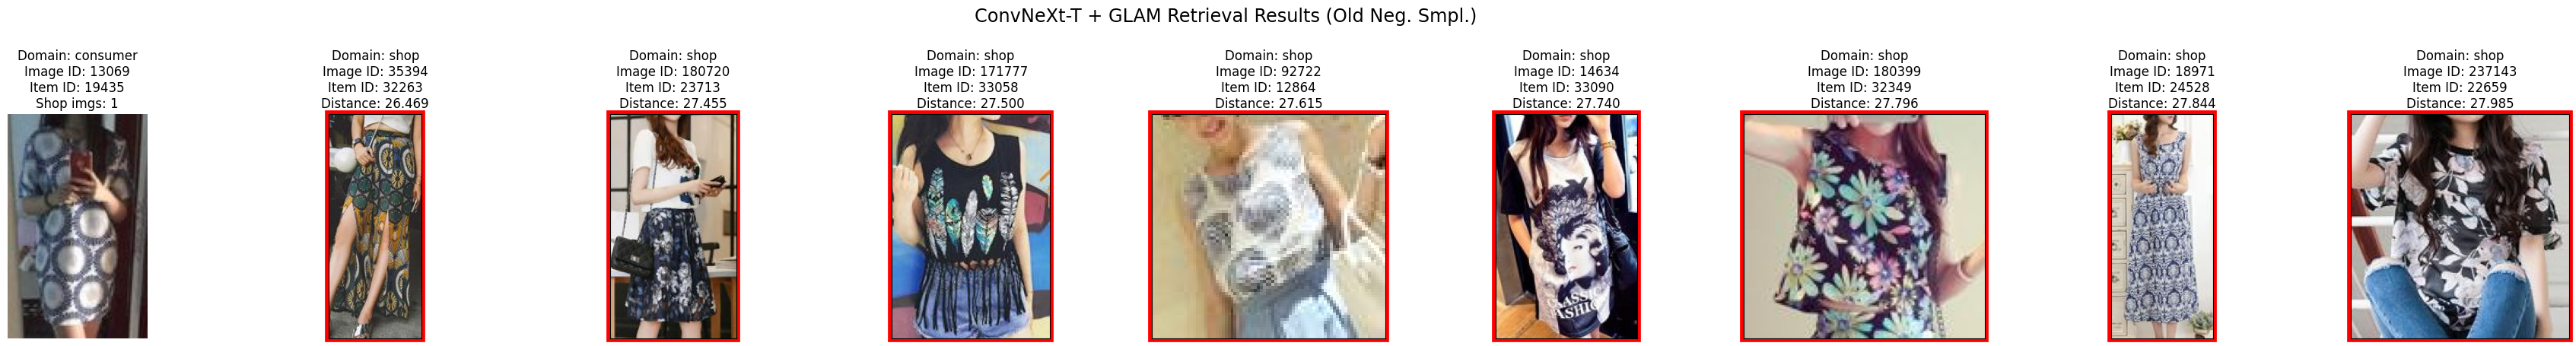 ConvNeXt-T + GLAM Retrieval Results (Old Neg. Smpl.)
Domain: consumer
Image ID: 13069
Item ID: 19435
Shop imgs: 1
Domain: shop
Image ID: 35394
Item ID: 32263
Distance: 26.469
Domain: shop
Image ID: 180720
Item ID: 23713
Distance: 27.455
Domain: shop
Image ID: 171777
Item ID: 33058
Distance: 27.500
Domain: shop
Image ID: 92722
Item ID: 12864
Distance: 27.615
Domain: shop
Image ID: 14634
Item ID: 33090
Distance: 27.740
Domain: shop
Image ID: 180399
Item ID: 32349
Distance: 27.796
Domain: shop
Image ID: 18971
Item ID: 24528
Distance: 27.844
Domain: shop
Image ID: 237143
Item ID: 22659
Distance: 27.985
CLASSIC
FASHIC